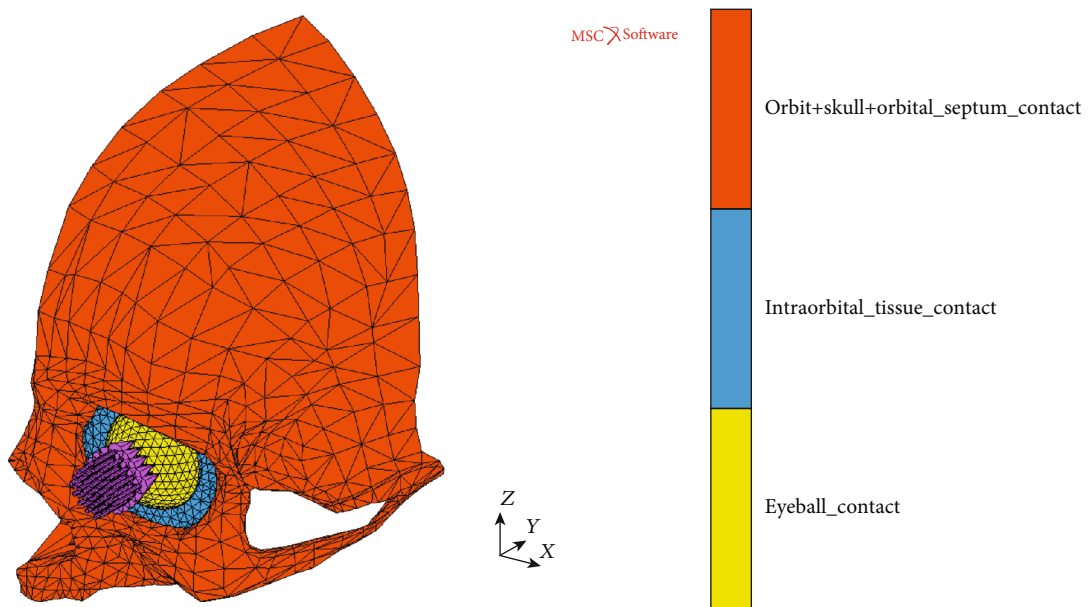 MSC Software
Orbit+skull+orbital_septum_contact
Intraorbital_tissue_contact
Eyeball_contact
Z
Y
X